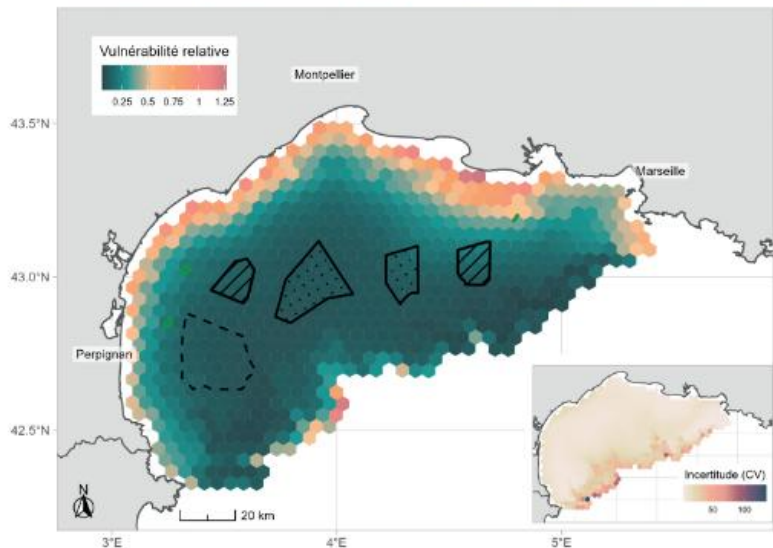 Vulnérabilité relative
0.25 0.5 0.75 1 1.25
Montpellier
43.5°N
Marseille
43.0°N
Perpignan
Incertitude (CV)
50 100
42.5°N
N
20 km
3°E 4°E 5°E